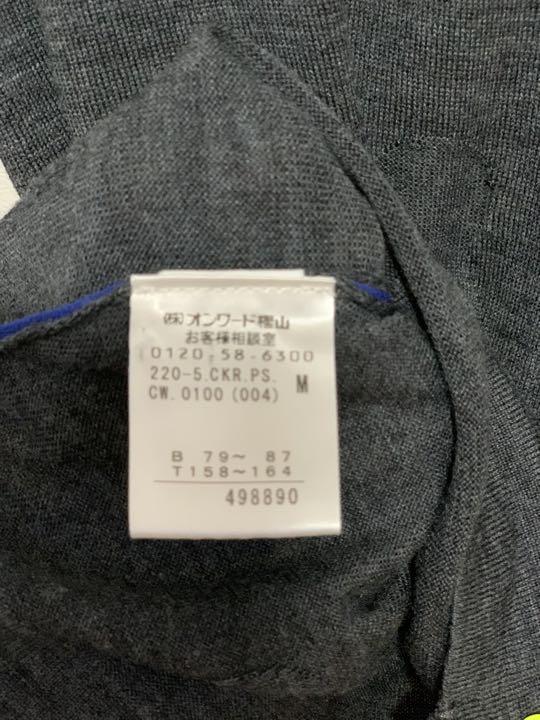 ㈱オンワード樫山
お客様相談室
0120-58-6300
220-5.CKR.PS. M
CW.0100 (004)
B 79〜 87
T158〜164
498890